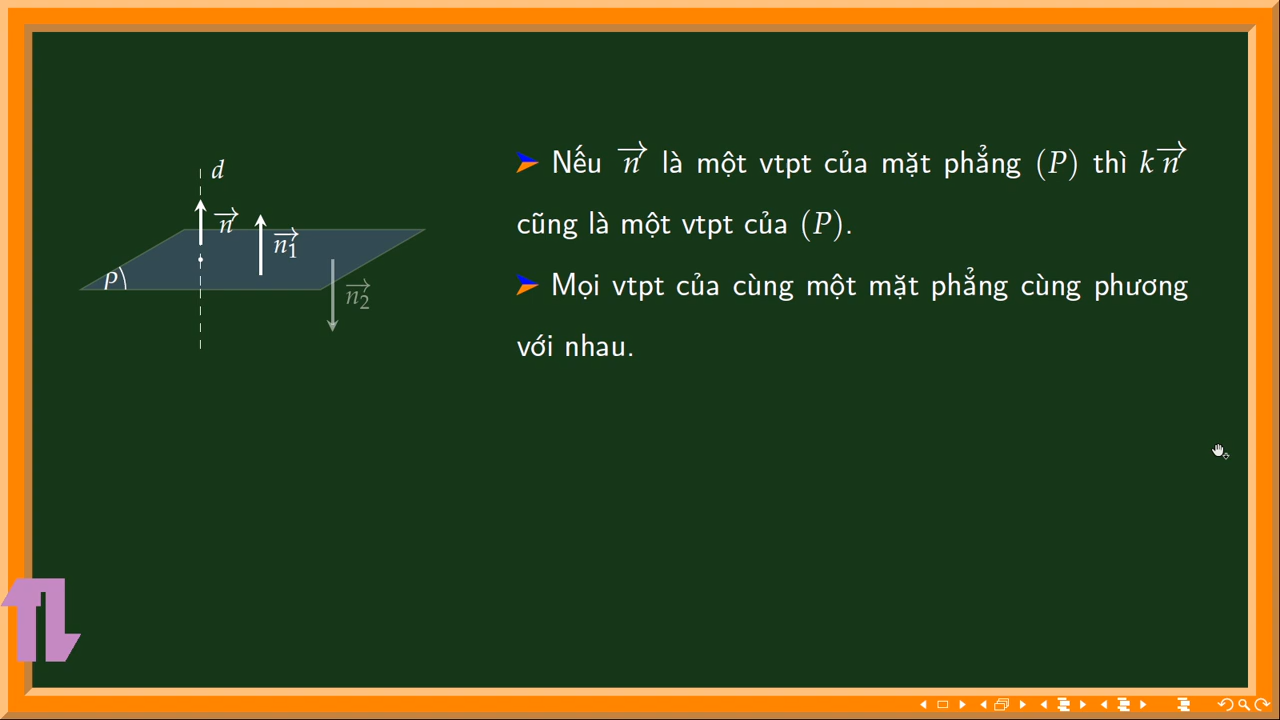 d
n⃗
n⃗₁
P
n⃗₂
Nếu n⃗ là một vtpt của mặt phẳng (P) thì kn⃗
cũng là một vtpt của (P).
Mọi vtpt của cùng một mặt phẳng cùng phương
với nhau.